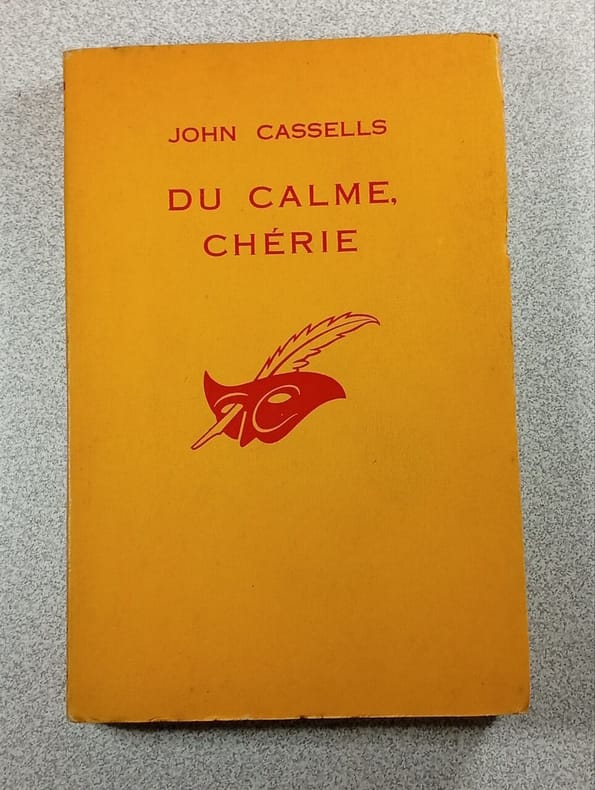 JOHN CASSELLS
DU CALME,
CHÉRIE